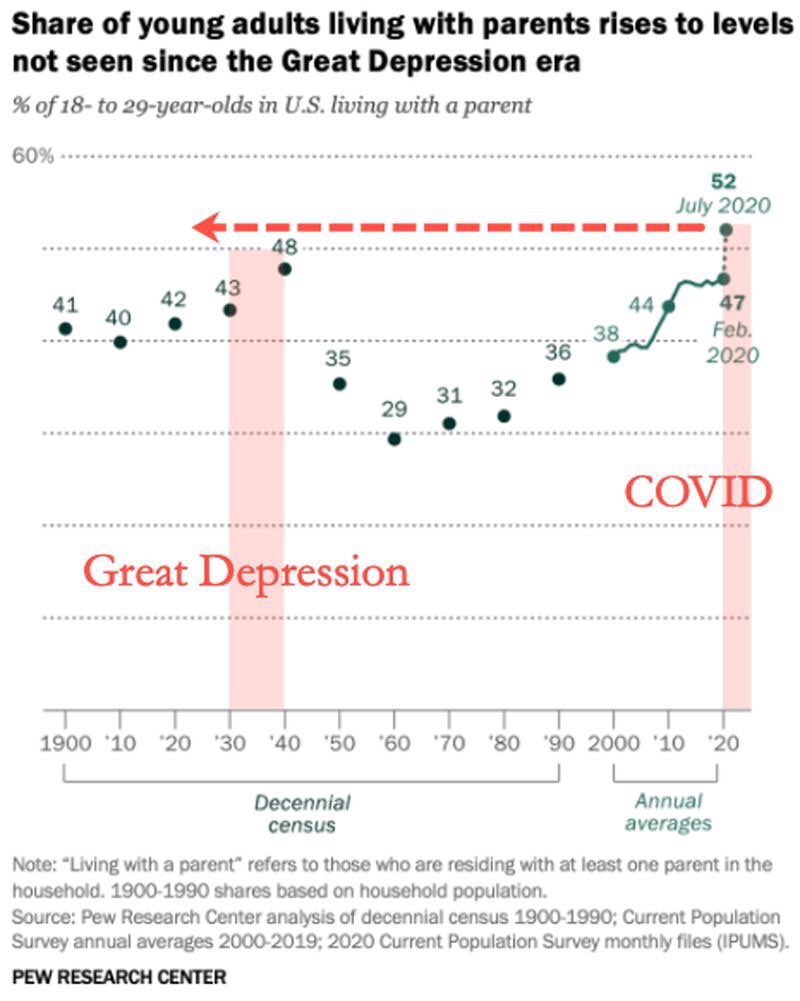 Share of young adults living with parents rises to levels
not seen since the Great Depression era
% of 18- to 29-year-olds in U.S. living with a parent
60%
52
July 2020
48
41
40
42
43
35
29
31
32
36
38
44
47
Feb.
2020
COVID
Great Depression
1900 '10 '20 '30 '40 '50 '60 '70 '80 '90 2000 '10 '20
Decennial
census
Annual
averages
Note: “Living with a parent” refers to those who are residing with at least one parent in the
household. 1900-1990 shares based on household population.
Source: Pew Research Center analysis of decennial census 1900-1990; Current Population
Survey annual averages 2000-2019; 2020 Current Population Survey monthly files (IPUMS).
PEW RESEARCH CENTER